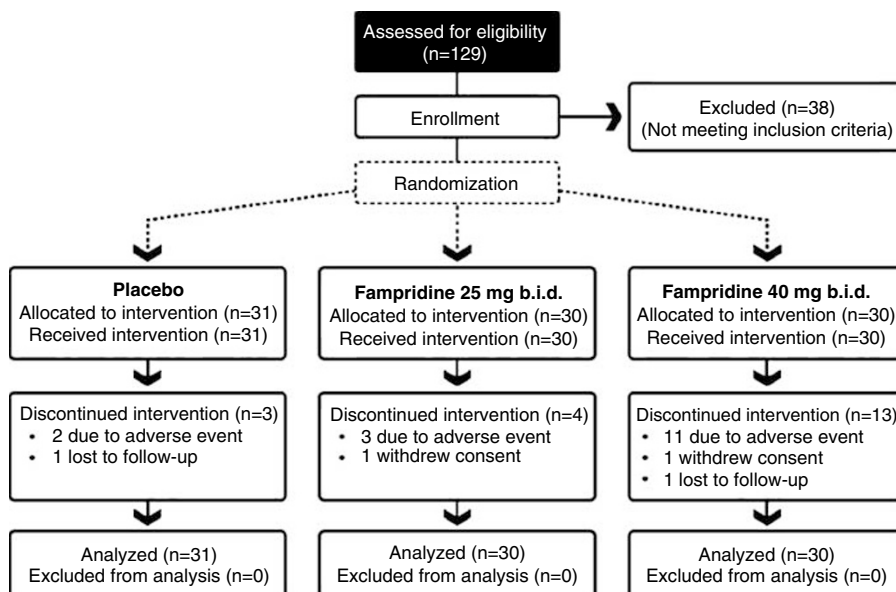 Assessed for eligibility
(n=129)
Enrollment
Excluded (n=38)
(Not meeting inclusion criteria)
Randomization
Placebo
Allocated to intervention (n=31)
Received intervention (n=31)
Fampridine 25 mg b.i.d.
Allocated to intervention (n=30)
Received intervention (n=30)
Fampridine 40 mg b.i.d.
Allocated to intervention (n=30)
Received intervention (n=30)
Discontinued intervention (n=3)
• 2 due to adverse event
• 1 lost to follow-up
Discontinued intervention (n=4)
• 3 due to adverse event
• 1 withdrew consent
Discontinued intervention (n=13)
• 11 due to adverse event
• 1 withdrew consent
• 1 lost to follow-up
Analyzed (n=31)
Excluded from analysis (n=0)
Analyzed (n=30)
Excluded from analysis (n=0)
Analyzed (n=30)
Excluded from analysis (n=0)